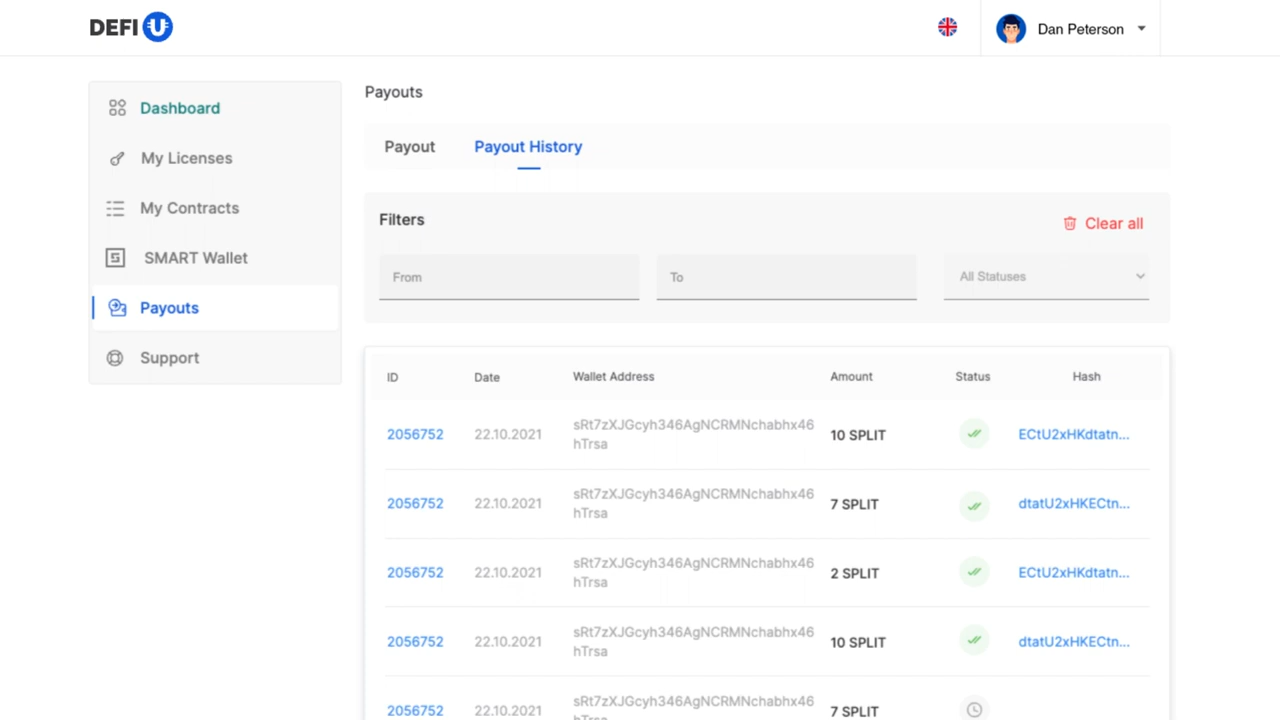 DEFI U
Dan Peterson
Dashboard
My Licenses
My Contracts
S SMART Wallet
Payouts
Support
Payouts
Payout Payout History
Filters
Clear all
From To All Statuses
ID Date Wallet Address Amount Status Hash
2056752 22.10.2021 sRt7zXJGcyh346AgNCRMNchabhx46 10 SPLIT ECtU2xHKdtatn...
hTrsa
2056752 22.10.2021 sRt7zXJGcyh346AgNCRMNchabhx46 7 SPLIT dtatU2xHKECtn...
hTrsa
2056752 22.10.2021 sRt7zXJGcyh346AgNCRMNchabhx46 2 SPLIT ECtU2xHKdtatn...
hTrsa
2056752 22.10.2021 sRt7zXJGcyh346AgNCRMNchabhx46 10 SPLIT dtatU2xHKECtn...
hTrsa
2056752 22.10.2021 sRt7zXJGcyh346AgNCRMNchabhx46 7 SPLIT